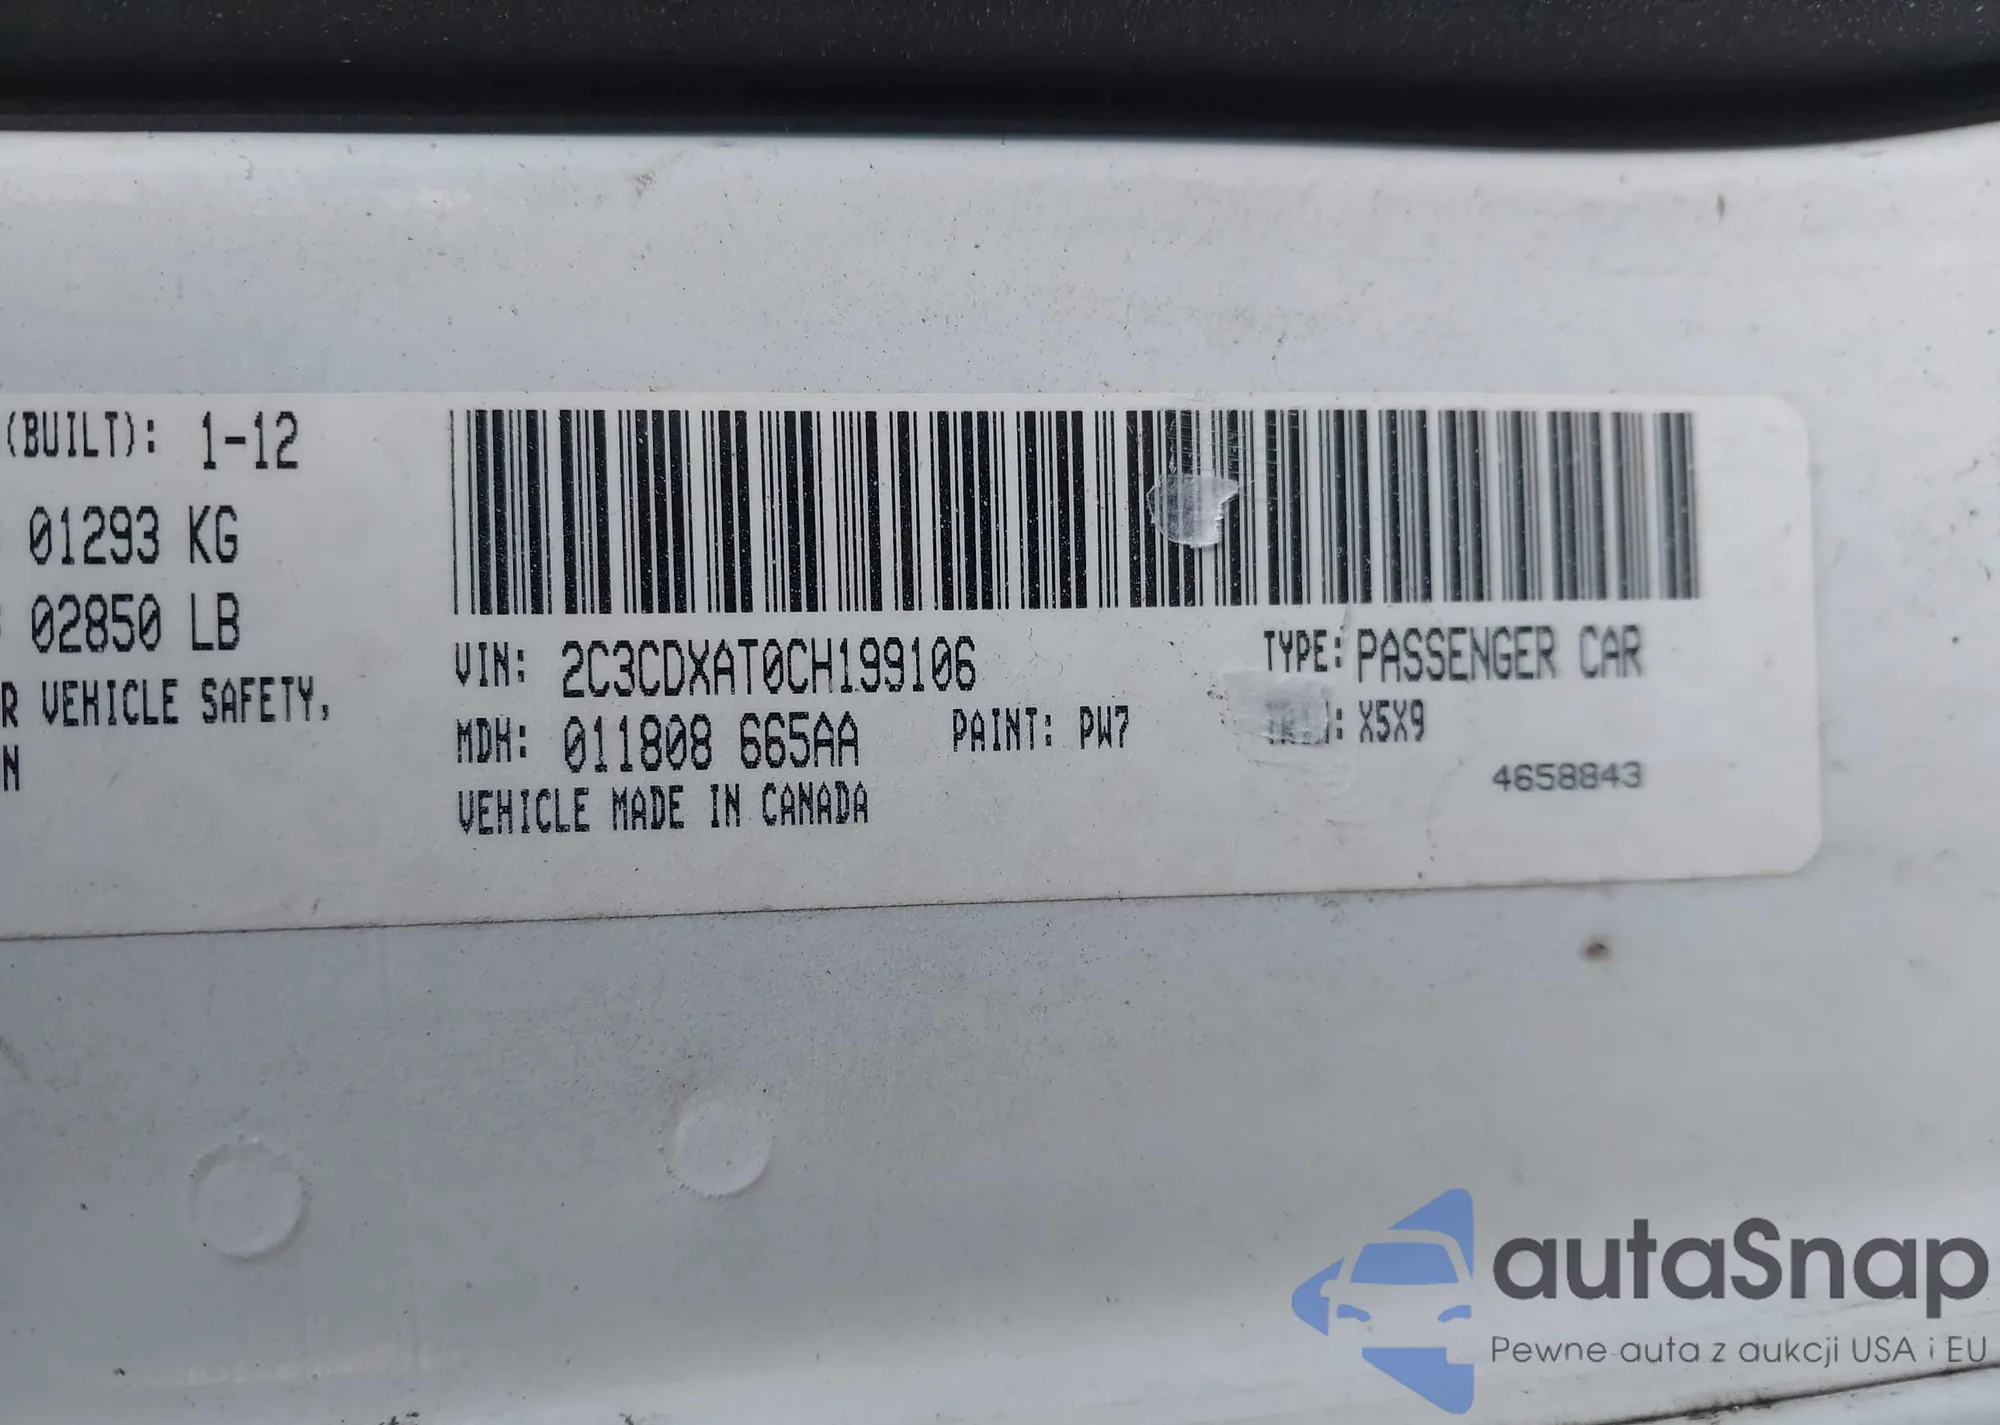 (BUILT): 1-12
01293 KG
02850 LB
R VEHICLE SAFETY,
N
VIN: 2C3CDXAT0CH199106
TYPE: PASSENGER CAR
MDH: 011808 665AA
PAINT: PW7
X5X9
VEHICLE MADE IN CANADA
4658843
autaSnap
Pewne auta z aukcji USA i EU